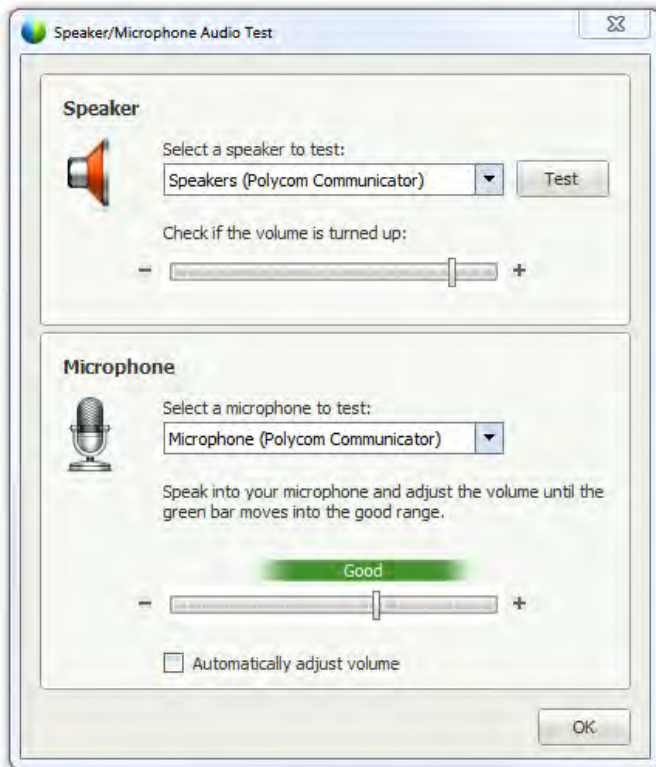 Speaker/Microphone Audio Test
Speaker
Select a speaker to test:
Speakers (Polycom Communicator)
Test
Check if the volume is turned up:
- +
Microphone
Select a microphone to test:
Microphone (Polycom Communicator)
Speak into your microphone and adjust the volume until the
green bar moves into the good range.
Good
- +
Automatically adjust volume
OK